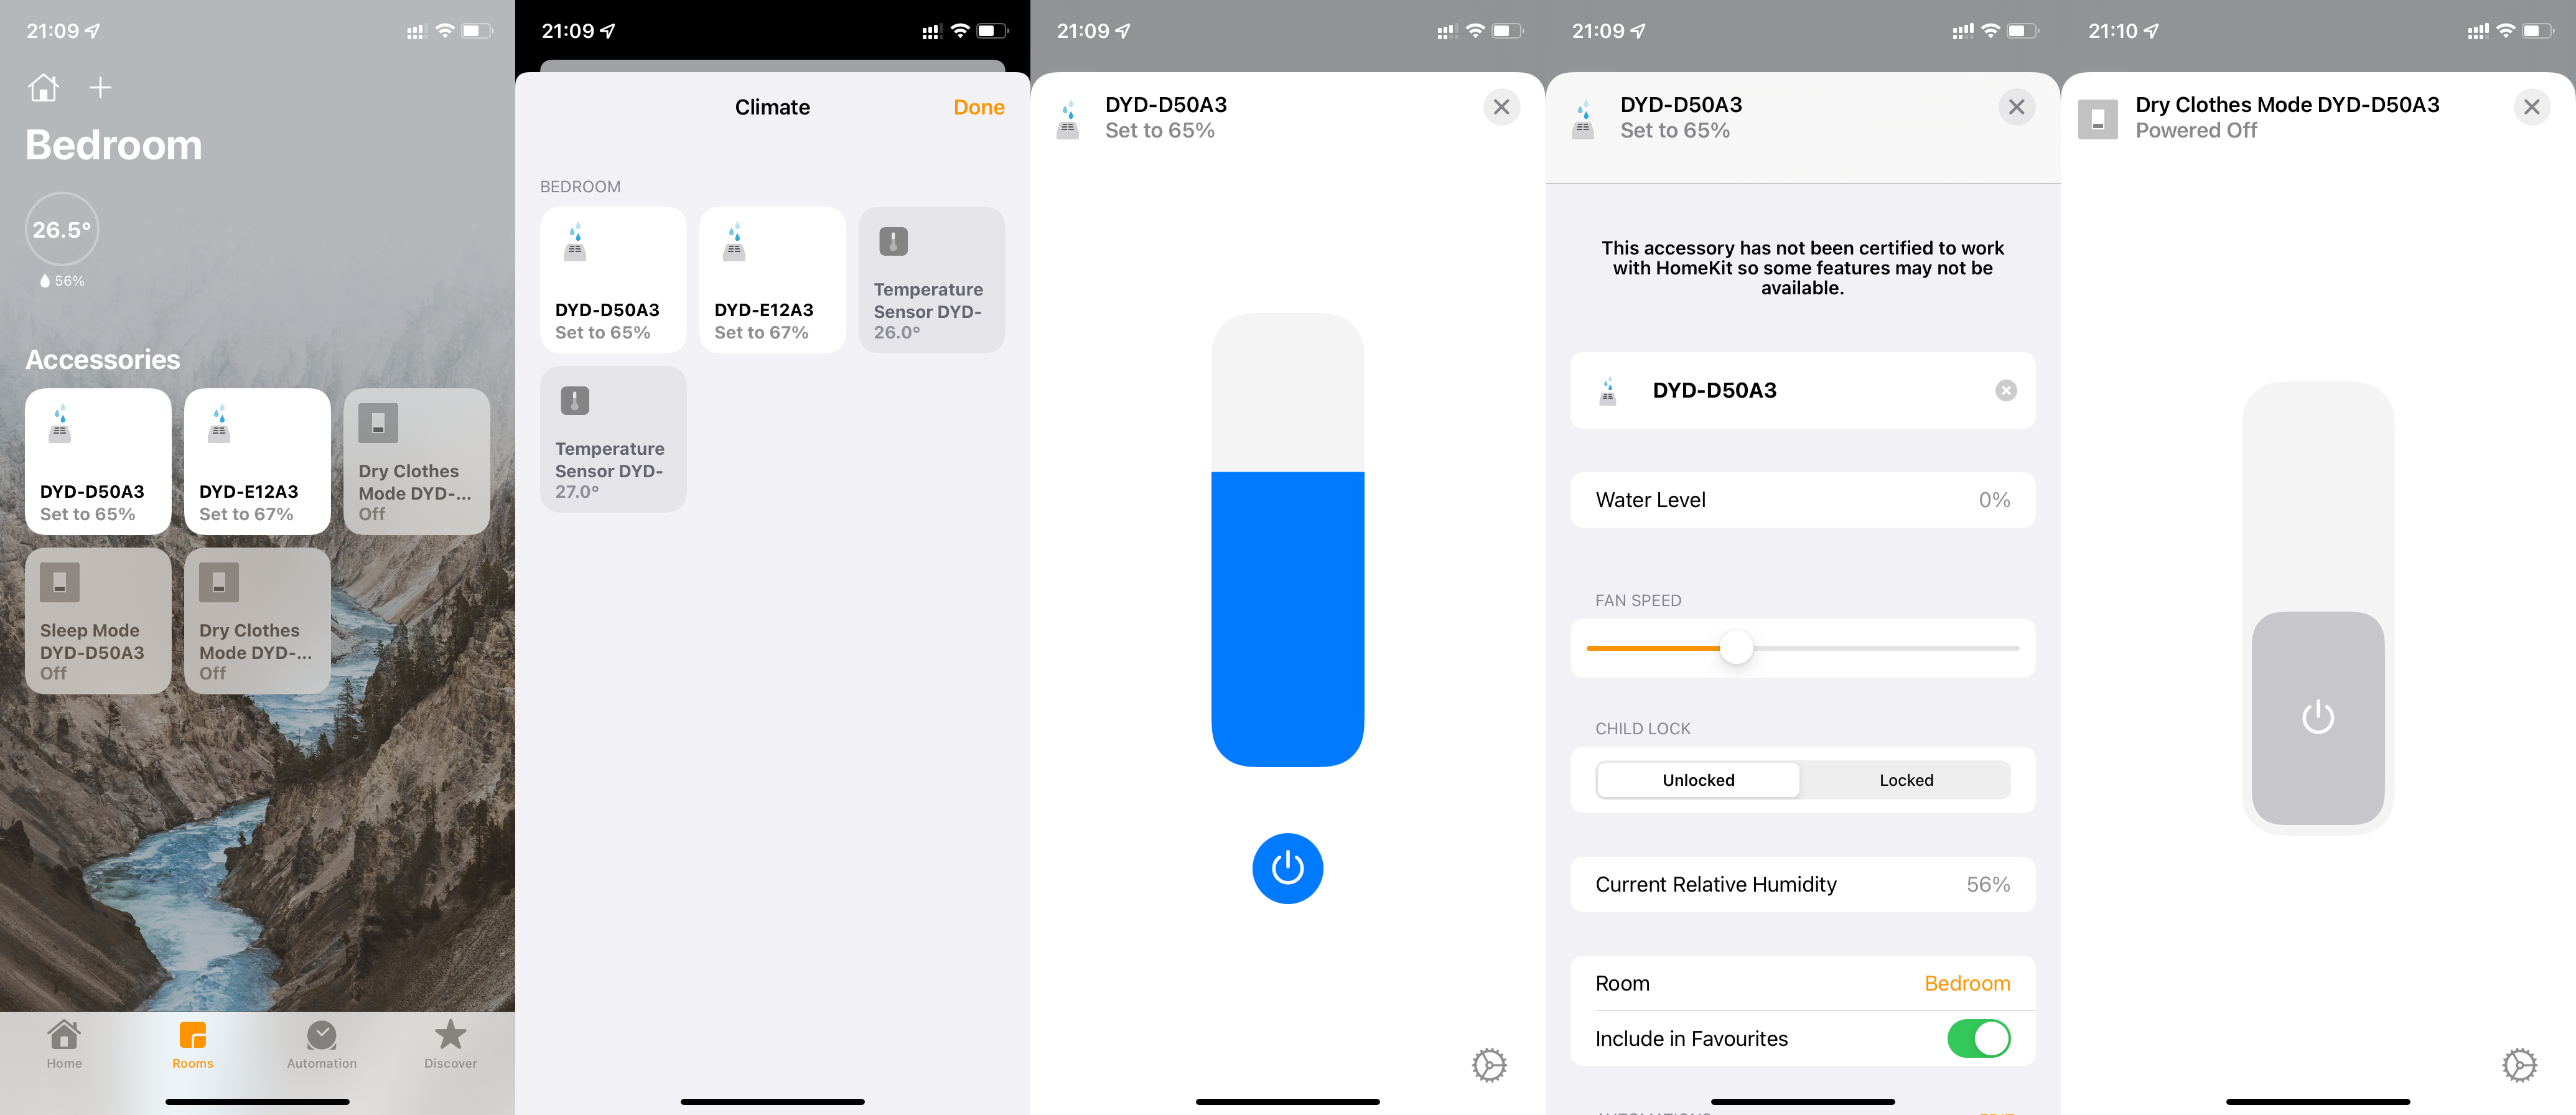 21:09
Bedroom
26.5°
56%
Accessories
DYD-D50A3
Set to 65%
DYD-E12A3
Set to 67%
Dry Clothes
Mode DYD-...
Off
Sleep Mode
DYD-D50A3
Off
Dry Clothes
Mode DYD-...
Off
Home
Rooms
Automation
Discover
21:09
Climate
Done
BEDROOM
DYD-D50A3
Set to 65%
DYD-E12A3
Set to 67%
Temperature
Sensor DYD-
26.0°
Temperature
Sensor DYD-
27.0°
21:09
DYD-D50A3
Set to 65%
21:09
DYD-D50A3
Set to 65%
This accessory has not been certified to work
with HomeKit so some features may not be
available.
DYD-D50A3
Water Level
0%
FAN SPEED
CHILD LOCK
Unlocked
Locked
Current Relative Humidity
56%
Room
Bedroom
Include in Favourites
21:10
Dry Clothes Mode DYD-D50A3
Powered Off